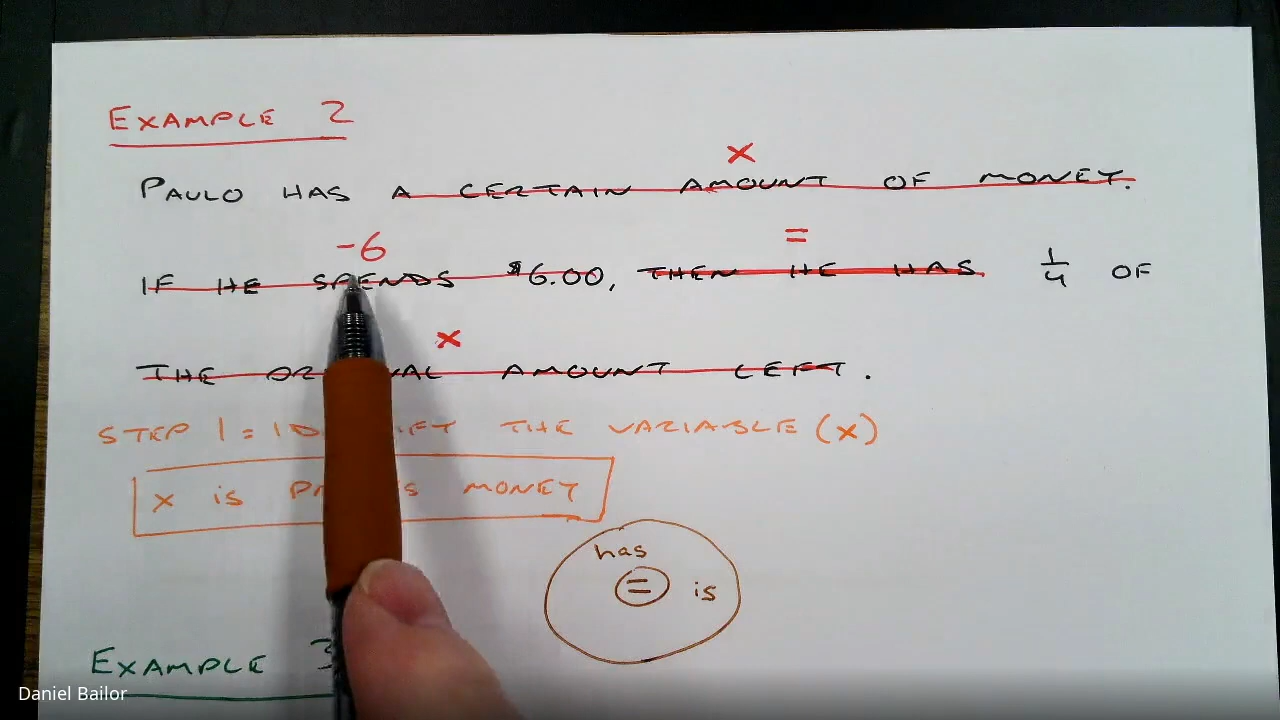 EXAMPLE 2
x
PAULO HAS A CERTAIN AMOUNT OF MONEY.
-6 =
IF HE SPENDS $6.00, THEN HE HAS 1/4 OF
x
THE AMOUNT LEFT.
STEP 1 = THE VARIABLE (x)
x is MONEY
has
= is
EXAMPLE 3
Daniel Bailor